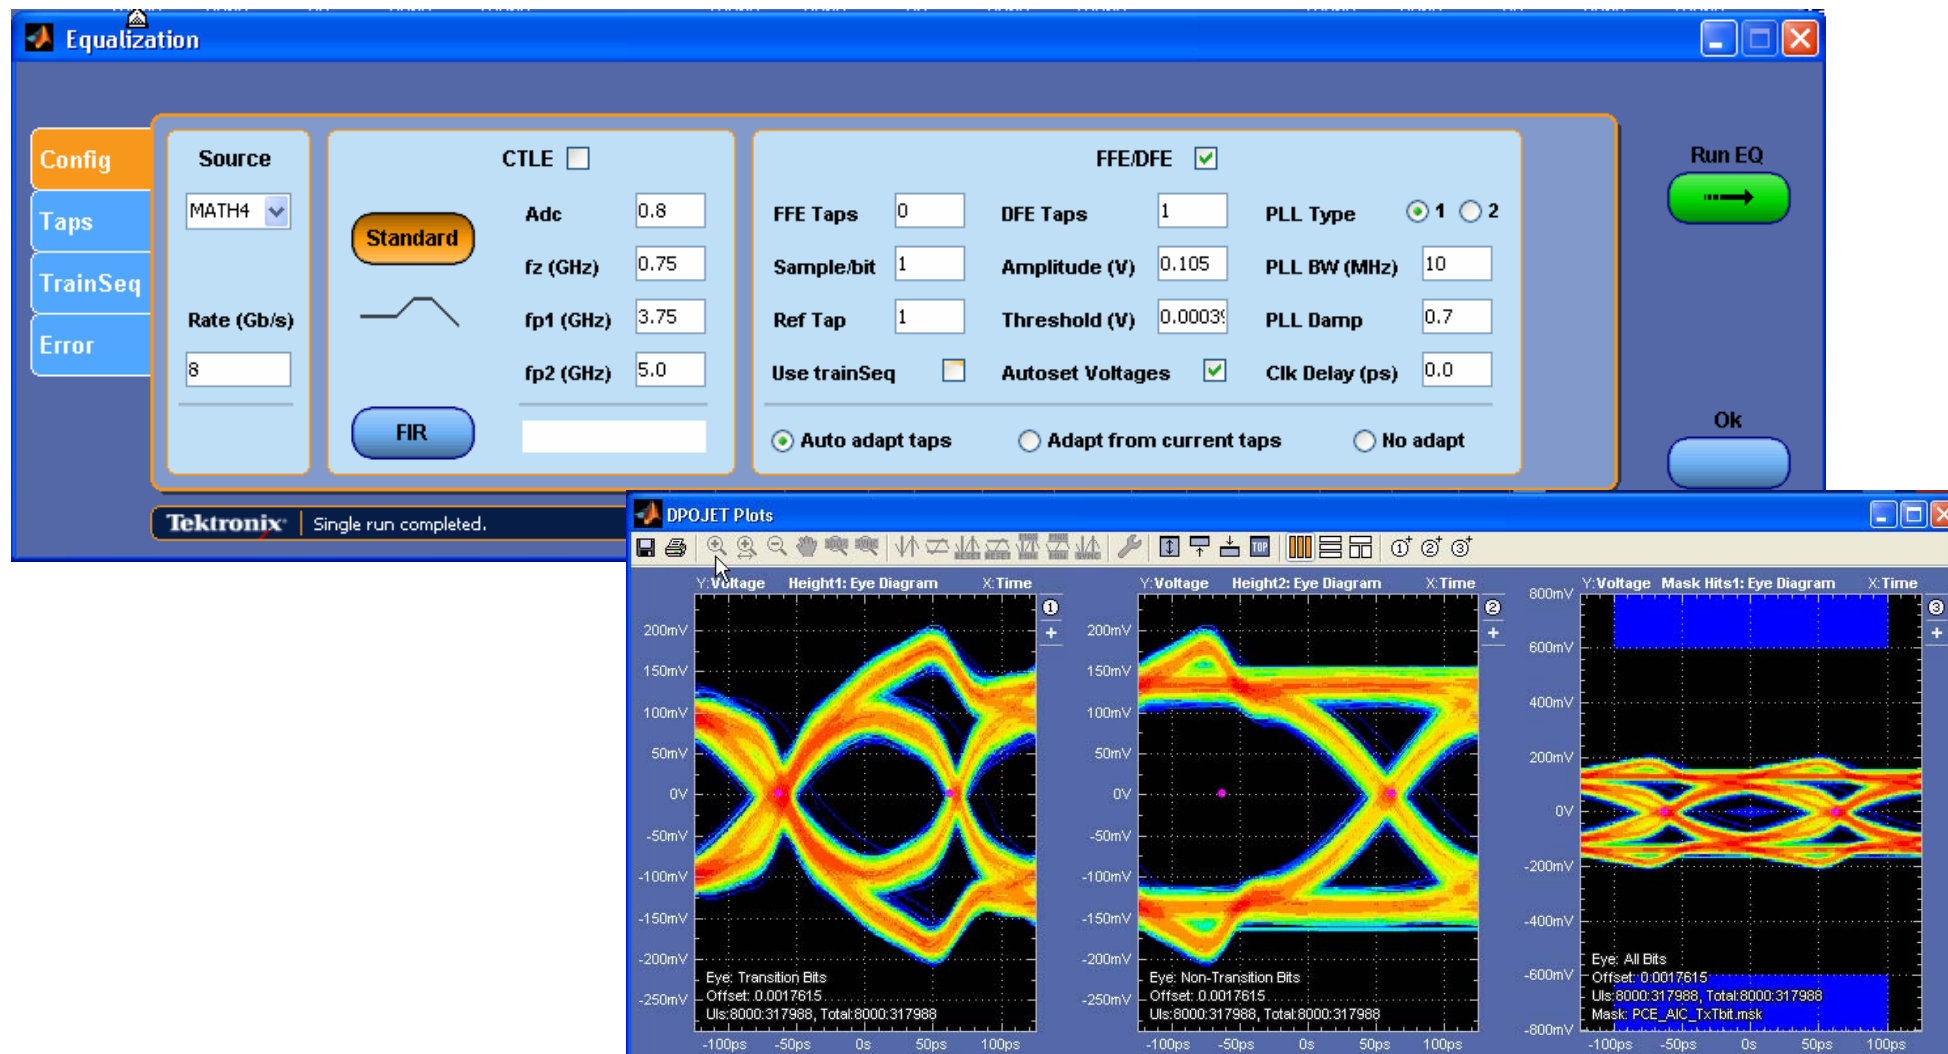 Equalization
Config
Taps
TrainSeq
Error
Source
MATH4
Rate (Gb/s)
8
CTLE
Standard
FIR
Adc 0.8
fz (GHz) 0.75
fp1 (GHz) 3.75
fp2 (GHz) 5.0
FFE/DFE
FFE Taps 0 DFE Taps 1 PLL Type 1 2
Sample/bit 1 Amplitude (V) 0.105 PLL BW (MHz) 10
Ref Tap 1 Threshold (V) 0.00039 PLL Damp 0.7
Use trainSeq Autoset Voltages Clk Delay (ps) 0.0
Auto adapt taps Adapt from current taps No adapt
Run EQ
Ok
Tektronix Single run completed.
DPOJET Plots
TOP
Y:Voltage Height1: Eye Diagram X:Time
1
200mV
150mV
100mV
50mV
0V
-50mV
-100mV
-150mV
-200mV
-250mV
Eye: Transition Bits
Offset: 0.0017615
UIs:8000:317988, Total:8000:317988
-100ps -50ps 0s 50ps 100ps
Y:Voltage Height2: Eye Diagram X:Time
2
200mV
150mV
100mV
50mV
0V
-50mV
-100mV
-150mV
-200mV
-250mV
Eye: Non-Transition Bits
Offset: 0.0017615
UIs:8000:317988, Total:8000:317988
-100ps -50ps 0s 50ps 100ps
Y:Voltage Mask Hits1: Eye Diagram X:Time
3
800mV
600mV
400mV
200mV
0V
-200mV
-400mV
-600mV
-800mV
Eye: All Bits
Offset: 0.0017615
UIs:8000:317988, Total:8000:317988
Mask: PCE_AIC_TxTbit.msk
-100ps -50ps 0s 50ps 100ps